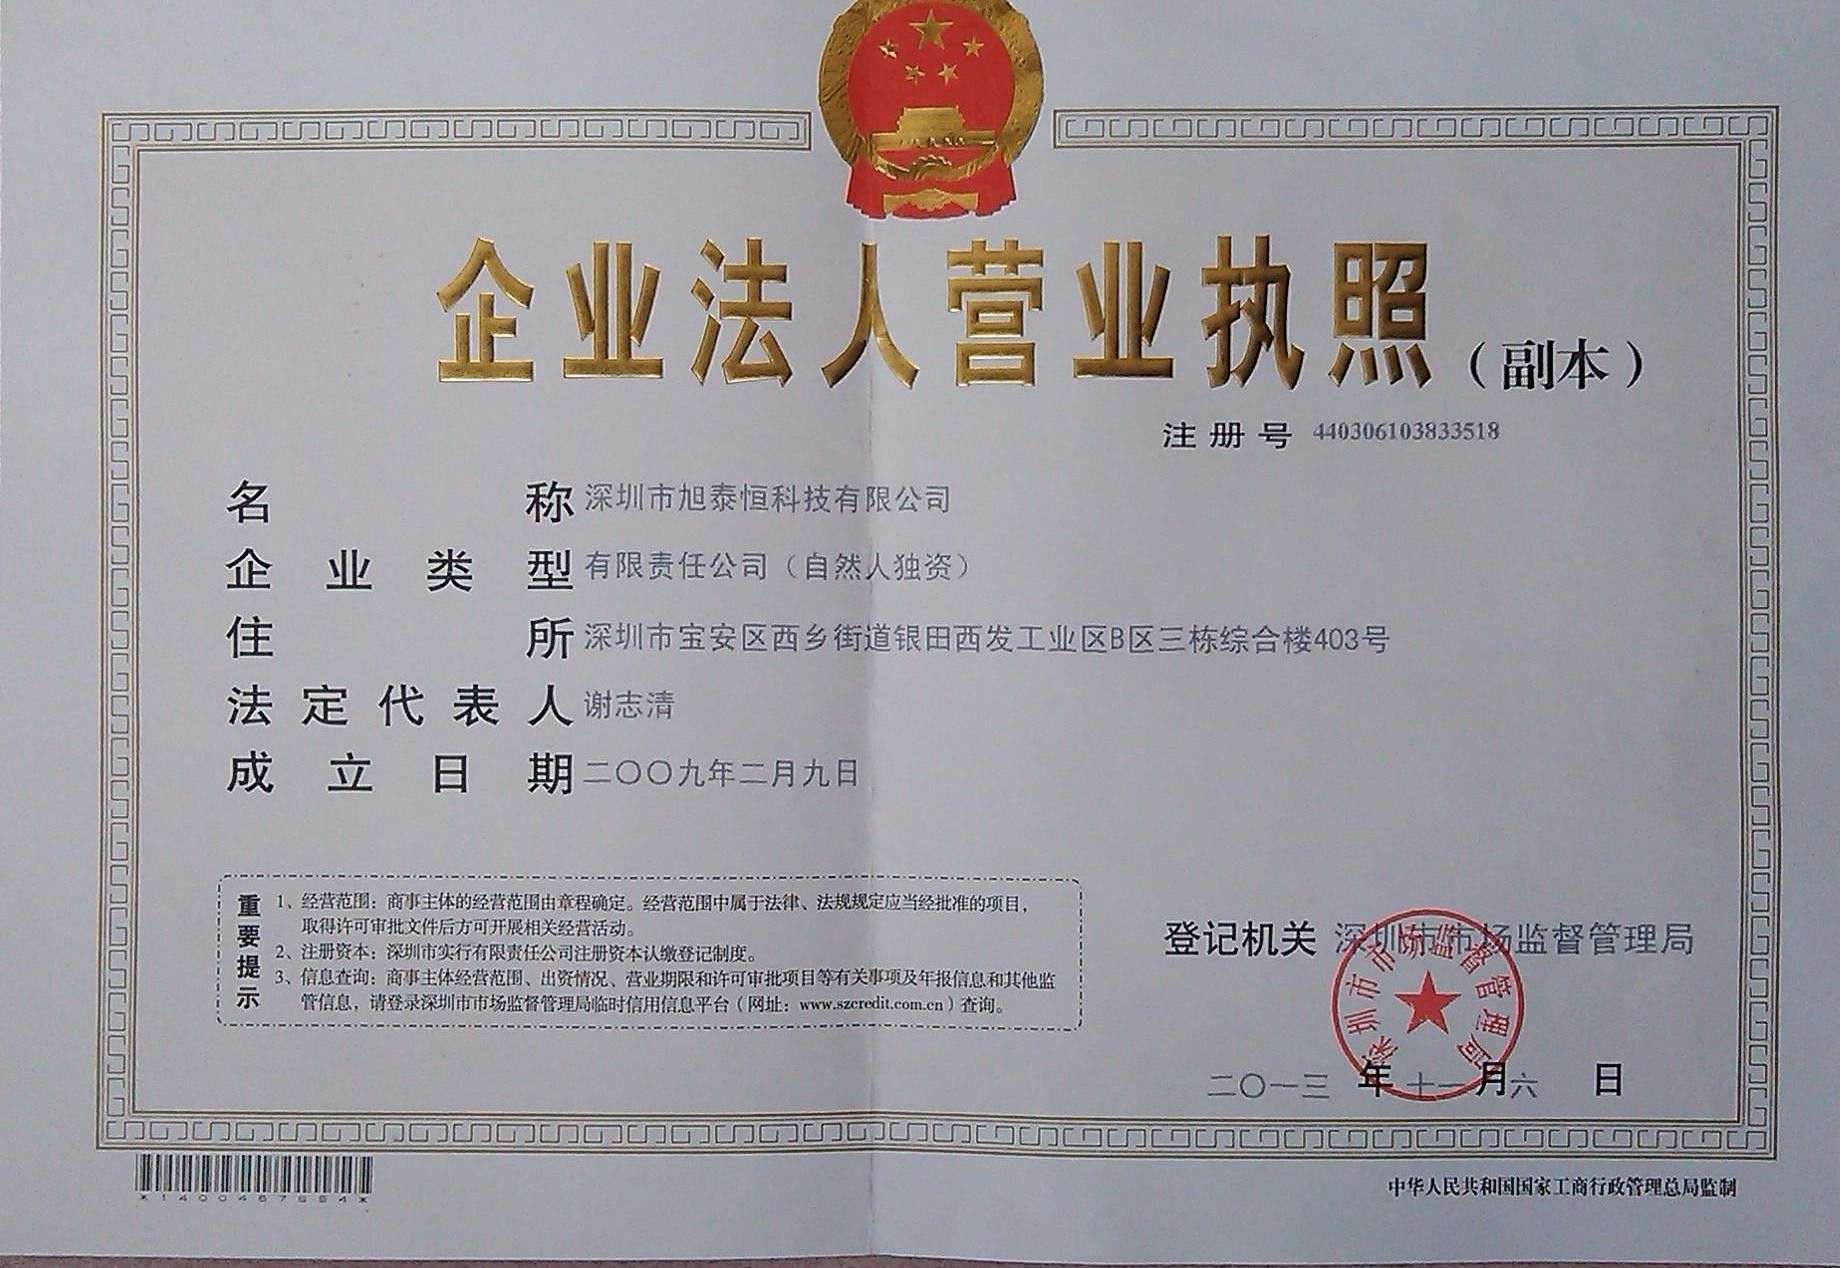 企业法人营业执照（副本）
注册号 440306103833518
名称 深圳市旭泰恒科技有限公司
企业类型 有限责任公司（自然人独资）
住所 深圳市宝安区西乡街道银田西发工业区B区三栋综合楼403号
法定代表人 谢志清
成立日期 二〇〇九年二月九日
重要提示
1、经营范围：商事主体的经营范围由章程确定。经营范围中属于法律、法规规定应当经批准的项目，
取得许可审批文件后方可开展相关经营活动。
2、注册资本：深圳市实行有限责任公司注册资本认缴登记制度。
3、信息查询：商事主体经营范围、出资情况、营业期限和许可审批项目等有关事项及年报信息和其他监
管信息，请登录深圳市市场监督管理局临时信用信息平台（网址：www.szcredit.com.cn）查询。
登记机关 深圳市市场监督管理局
深圳市市场监督管理局
二〇一三年十一月六日
中华人民共和国国家工商行政管理总局监制